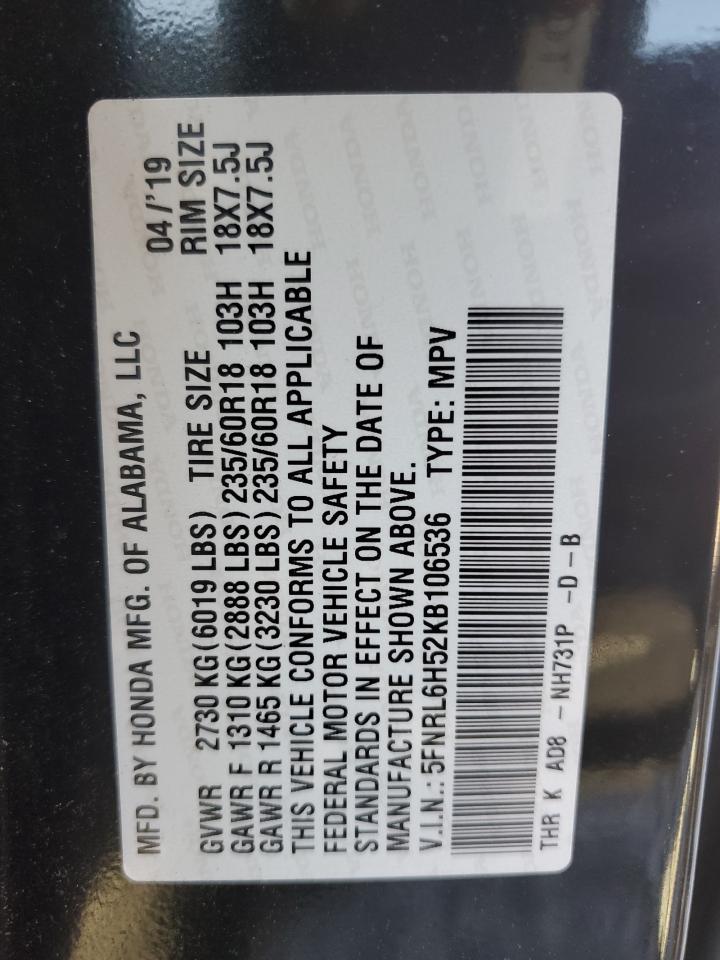 MFD. BY HONDA MFG. OF ALABAMA, LLC 04/'19
GVWR 2730 KG(6019 LBS) TIRE SIZE RIM SIZE
GAWR F 1310 KG(2888 LBS) 235/60R18 103H 18X7.5J
GAWR R 1465 KG(3230 LBS) 235/60R18 103H 18X7.5J
THIS VEHICLE CONFORMS TO ALL APPLICABLE
FEDERAL MOTOR VEHICLE SAFETY
STANDARDS IN EFFECT ON THE DATE OF
MANUFACTURE SHOWN ABOVE.
V.I.N.: 5FNRL6H52KB106536 TYPE: MPV
THR K AD8 - NH731P -D-B